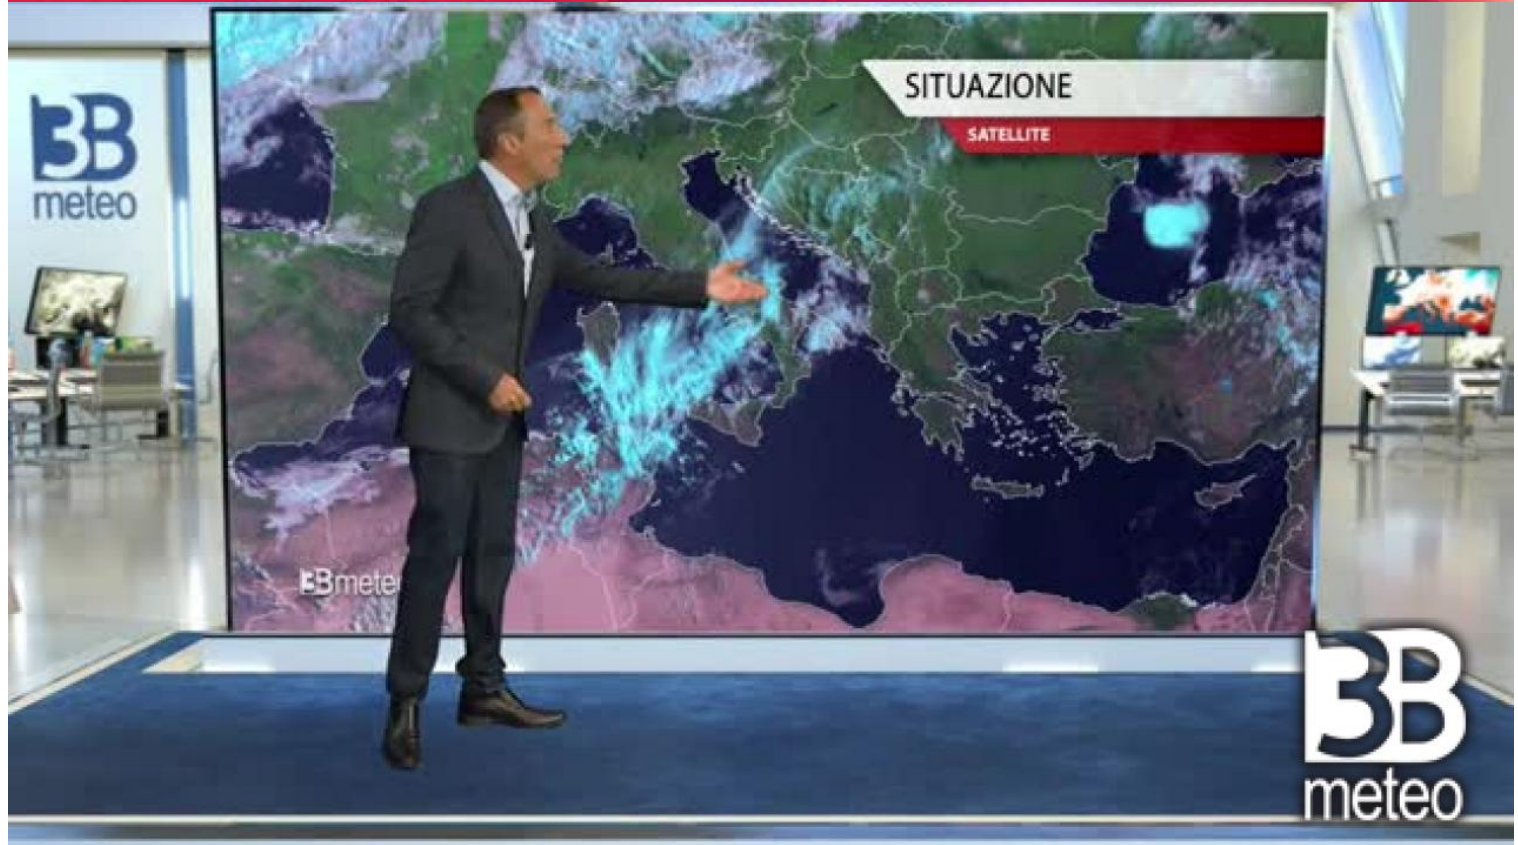 3B
meteo
SITUAZIONE
SATELLITE
3Bmeteo
3B
meteo